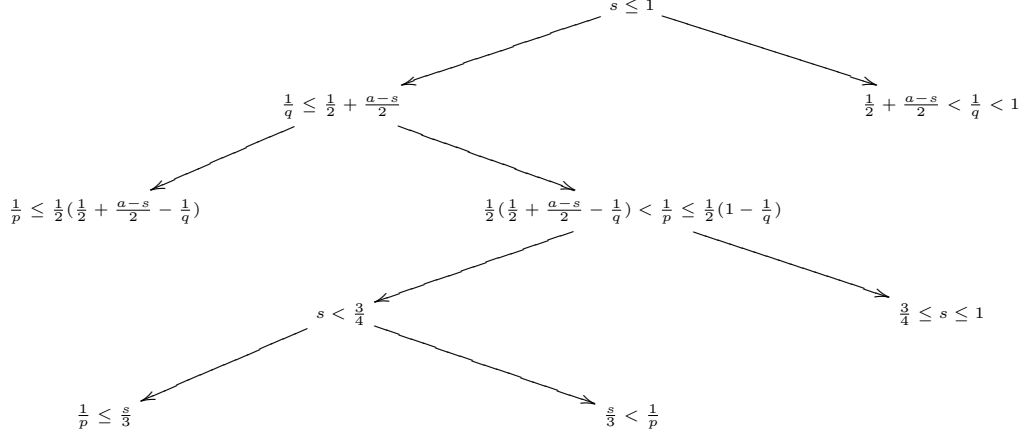 s ≤ 1
1/q ≤ 1/2 + (a−s)/2
1/2 + (a−s)/2 < 1/q < 1
1/p ≤ 1/2(1/2 + (a−s)/2 − 1/q)
1/2(1/2 + (a−s)/2 − 1/q) < 1/p ≤ 1/2(1 − 1/q)
s < 3/4
3/4 ≤ s ≤ 1
1/p ≤ s/3
s/3 < 1/p